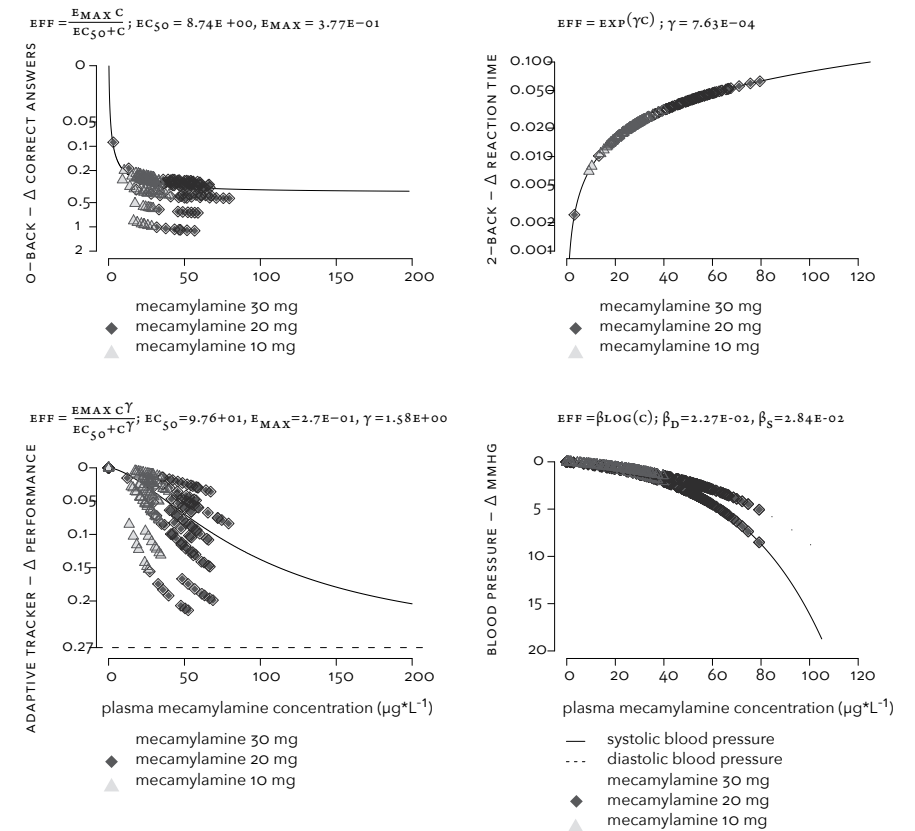 EFF = EMAX C / EC50+C ; EC50 = 8.74E +00, EMAX = 3.77E-01
0-BACK – Δ CORRECT ANSWERS
0
0.05
0.1
0.2
0.5
1
2
0 50 100 150 200
mecamylamine 30 mg
mecamylamine 20 mg
mecamylamine 10 mg
EFF = EXP(γC) ; γ = 7.63E-04
2-BACK – Δ REACTION TIME
0.100
0.050
0.020
0.010
0.005
0.002
0.001
0 20 40 60 80 100 120
mecamylamine 30 mg
mecamylamine 20 mg
mecamylamine 10 mg
EFF = EMAX Cγ / EC50+Cγ ; EC50=9.76+01, EMAX=2.7E-01, γ =1.58E+00
ADAPTIVE TRACKER – Δ PERFORMANCE
0
0.05
0.1
0.15
0.2
0.27
0 50 100 150 200
plasma mecamylamine concentration (µg*L-1)
mecamylamine 30 mg
mecamylamine 20 mg
mecamylamine 10 mg
EFF =βLOG(C); βD=2.27E-02, βS=2.84E-02
BLOOD PRESSURE – Δ MMHG
0
5
10
15
20
0 20 40 60 80 100 120
plasma mecamylamine concentration (µg*L-1)
systolic blood pressure
diastolic blood pressure
mecamylamine 30 mg
mecamylamine 20 mg
mecamylamine 10 mg